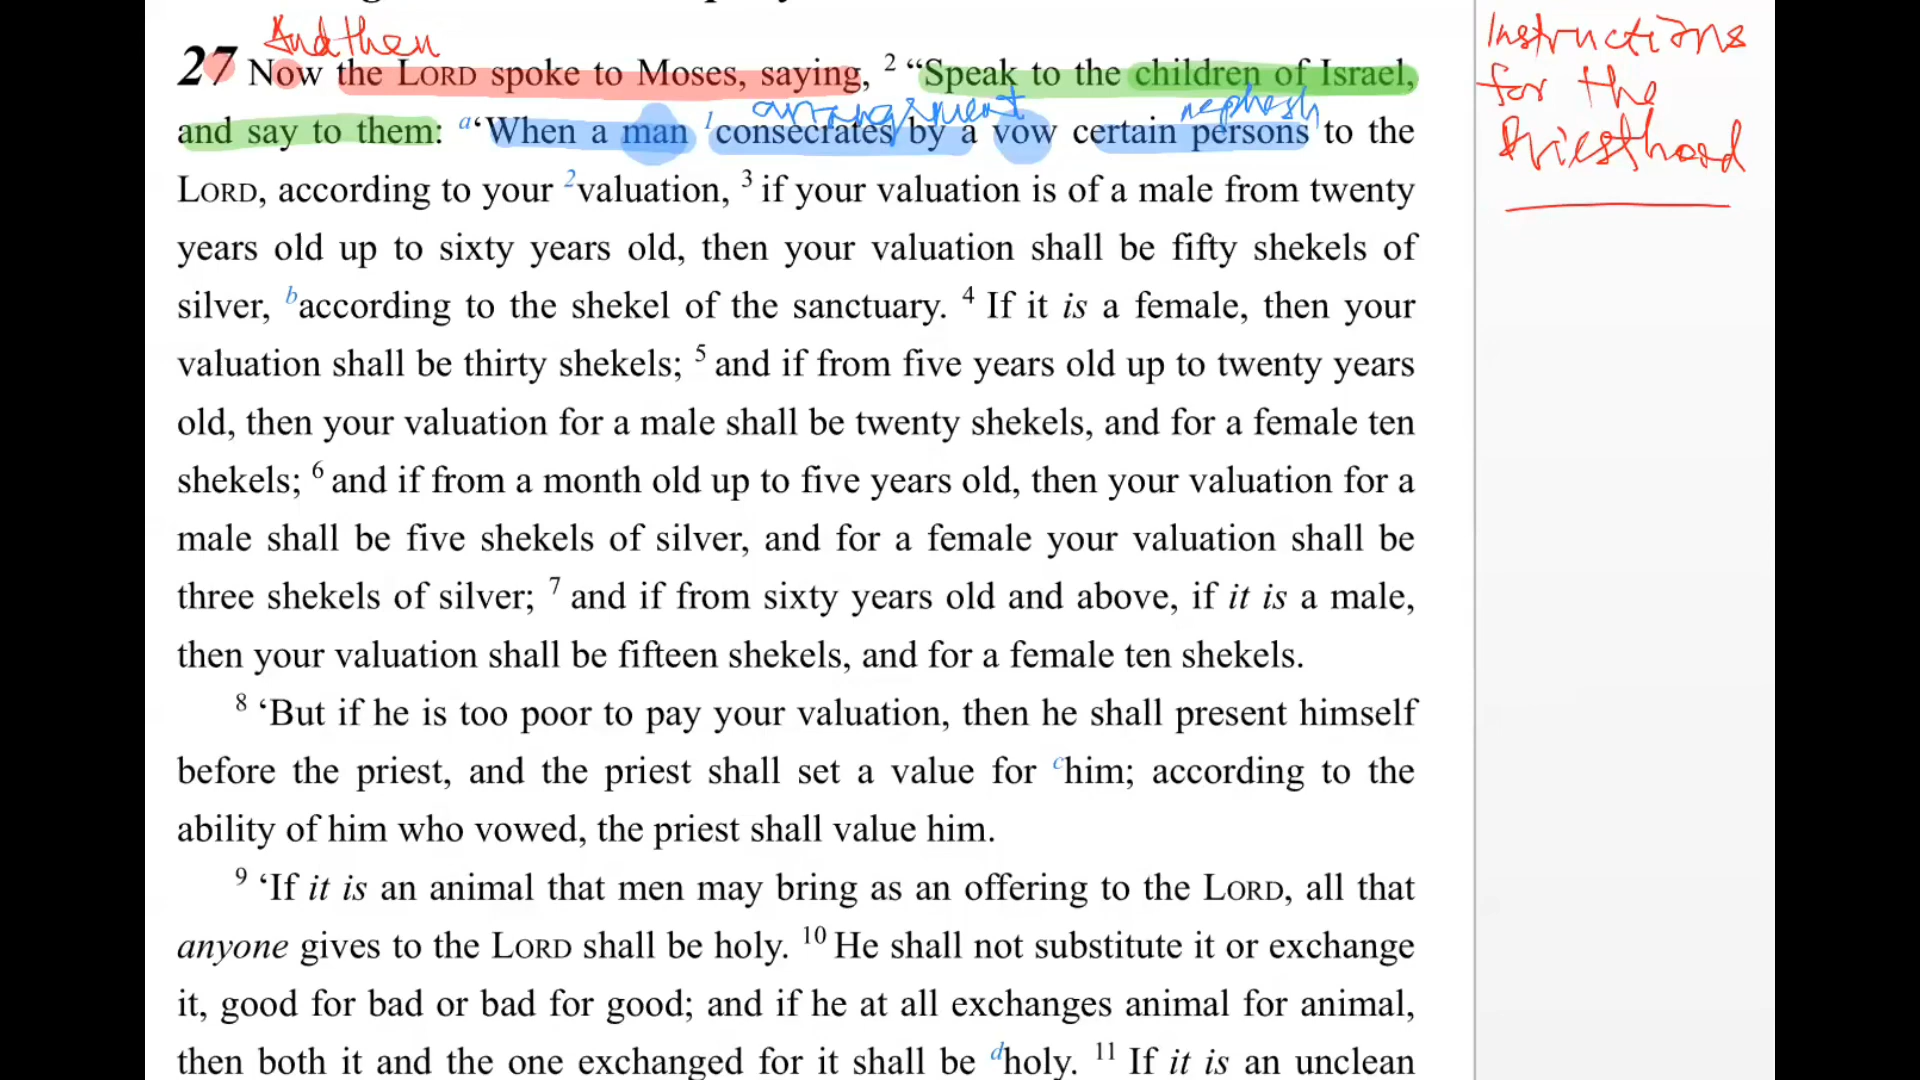 And then
27 Now the LORD spoke to Moses, saying, 2 “Speak to the children of Israel,
arrangement nephesh
and say to them: a‘When a man 1consecrates by a vow certain persons to the
LORD, according to your 2valuation, 3 if your valuation is of a male from twenty
years old up to sixty years old, then your valuation shall be fifty shekels of
silver, baccording to the shekel of the sanctuary. 4 If it is a female, then your
valuation shall be thirty shekels; 5 and if from five years old up to twenty years
old, then your valuation for a male shall be twenty shekels, and for a female ten
shekels; 6 and if from a month old up to five years old, then your valuation for a
male shall be five shekels of silver, and for a female your valuation shall be
three shekels of silver; 7 and if from sixty years old and above, if it is a male,
then your valuation shall be fifteen shekels, and for a female ten shekels.
8 ‘But if he is too poor to pay your valuation, then he shall present himself
before the priest, and the priest shall set a value for chim; according to the
ability of him who vowed, the priest shall value him.
9 ‘If it is an animal that men may bring as an offering to the LORD, all that
anyone gives to the LORD shall be holy. 10 He shall not substitute it or exchange
it, good for bad or bad for good; and if he at all exchanges animal for animal,
then both it and the one exchanged for it shall be dholy. 11 If it is an unclean
Instructions
for the
Priesthood